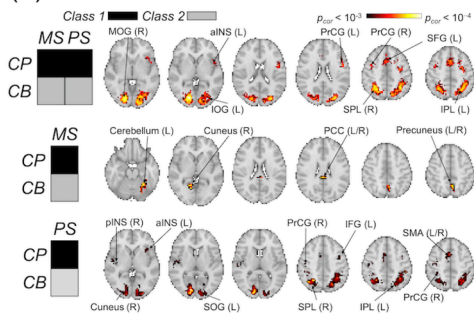 Class 1 Class 2 p_cor < 10^-3 p_cor < 10^-4
MS PS
CP
CB
MOG (R) aINS (L) PrCG (L) PrCG (R) SFG (L)
IOG (L) SPL (R) IPL (L)
MS
CP
CB
Cerebellum (L) Cuneus (R) PCC (L/R) Precuneus (L/R)
PS
CP
CB
pINS (R) aINS (L) PrCG (R) IFG (L) SMA (L/R)
Cuneus (R) SOG (L) SPL (R) IPL (L) PrCG (R)